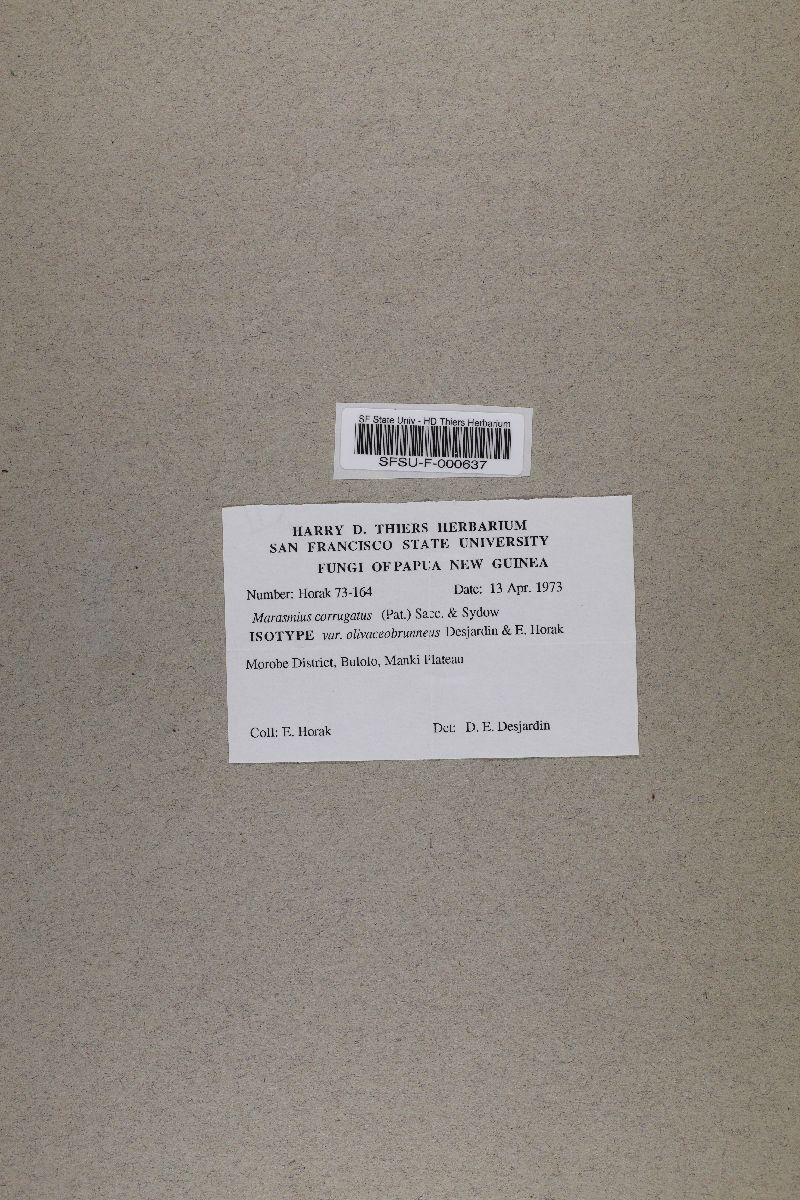 SF State Univ - HD Thiers Herbarium
SFSU-F-000637
HARRY D. THIERS HERBARIUM
SAN FRANCISCO STATE UNIVERSITY
FUNGI OF PAPUA NEW GUINEA
Number: Horak 73-164 Date: 13 Apr. 1973
Marasmius corrugatus (Pat.) Sacc. & Sydow
ISOTYPE var. olivaceobrunneus Desjardin & E. Horak
Morobe District, Bulolo, Manki Plateau
Coll: E. Horak Det: D. E. Desjardin